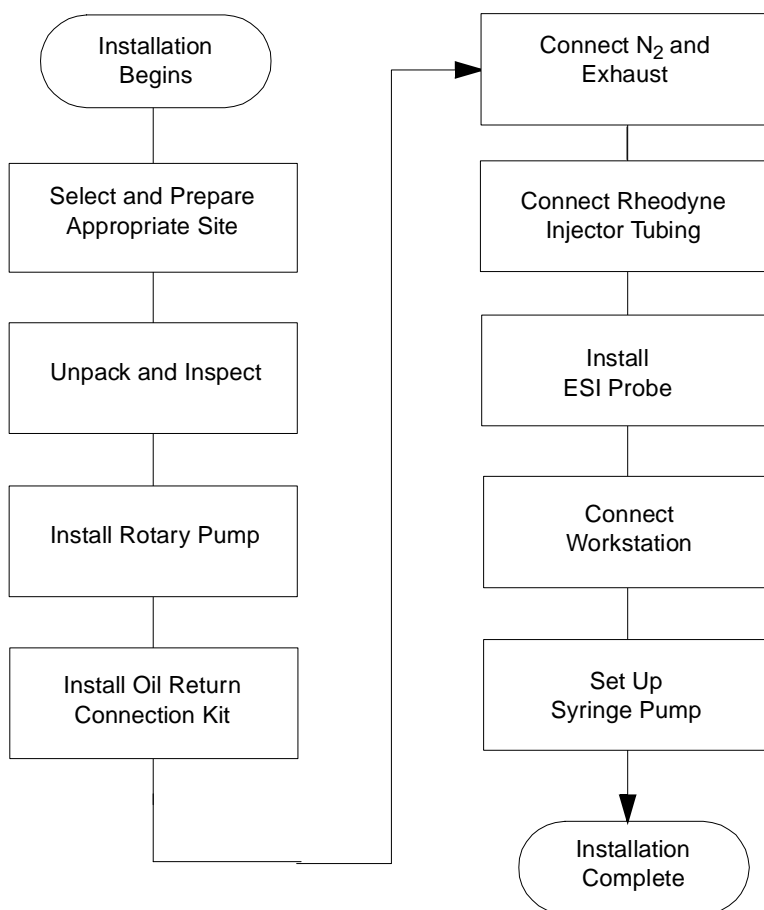 Installation
Begins
Select and Prepare
Appropriate Site
Unpack and Inspect
Install Rotary Pump
Install Oil Return
Connection Kit
Connect N₂ and
Exhaust
Connect Rheodyne
Injector Tubing
Install
ESI Probe
Connect
Workstation
Set Up
Syringe Pump
Installation
Complete